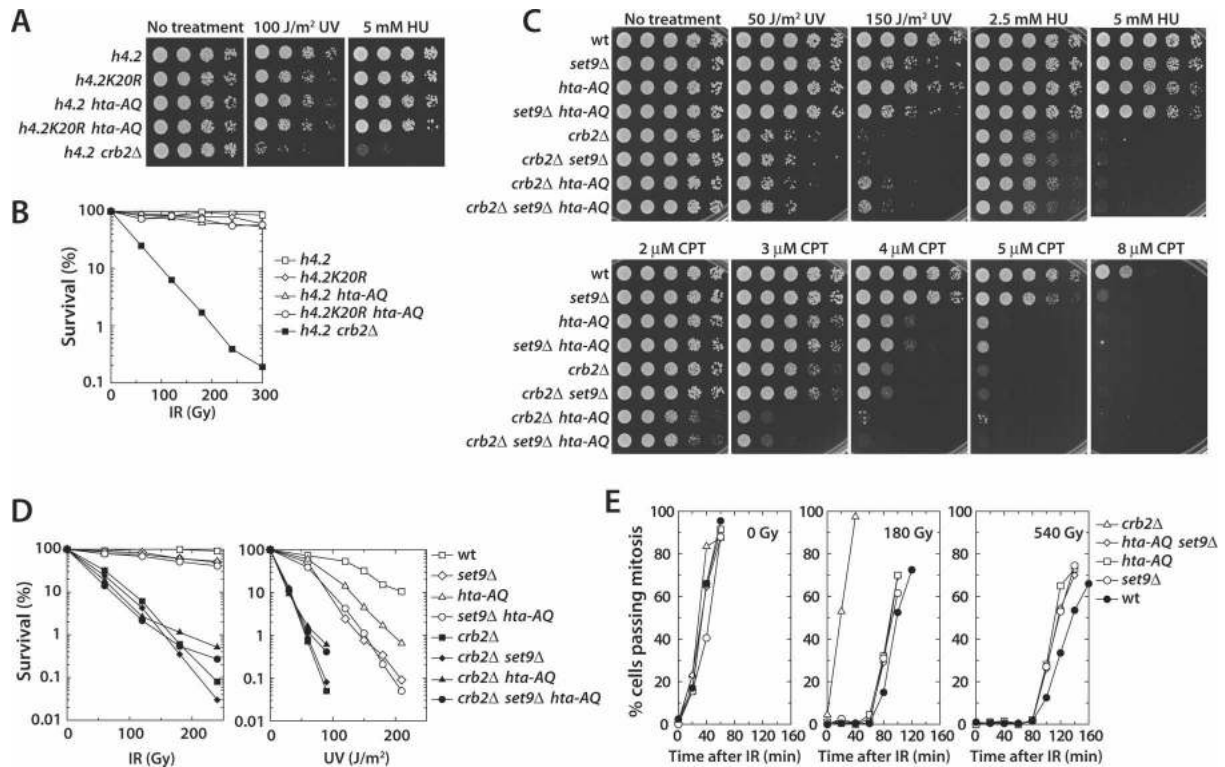 A
No treatment 100 J/m² UV 5 mM HU
h4.2
h4.2K20R
h4.2 hta-AQ
h4.2K20R hta-AQ
h4.2 crb2Δ
B
Survival (%)
100
10
1
0.1
0 100 200 300
IR (Gy)
h4.2
h4.2K20R
h4.2 hta-AQ
h4.2K20R hta-AQ
h4.2 crb2Δ
C
No treatment 50 J/m² UV 150 J/m² UV 2.5 mM HU 5 mM HU
wt
set9Δ
hta-AQ
set9Δ hta-AQ
crb2Δ
crb2Δ set9Δ
crb2Δ hta-AQ
crb2Δ set9Δ hta-AQ
2 μM CPT 3 μM CPT 4 μM CPT 5 μM CPT 8 μM CPT
wt
set9Δ
hta-AQ
set9Δ hta-AQ
crb2Δ
crb2Δ set9Δ
crb2Δ hta-AQ
crb2Δ set9Δ hta-AQ
D
Survival (%)
100
10
1
0.1
0.01
0 100 200
IR (Gy)
100
10
1
0.1
0.01
0 100 200
UV (J/m²)
wt
set9Δ
hta-AQ
set9Δ hta-AQ
crb2Δ
crb2Δ set9Δ
crb2Δ hta-AQ
crb2Δ set9Δ hta-AQ
E
% cells passing mitosis
100
80
60
40
20
0
0 Gy
0 40 80 120 160
Time after IR (min)
100
80
60
40
20
0
180 Gy
0 40 80 120 160
Time after IR (min)
100
80
60
40
20
0
540 Gy
0 40 80 120 160
Time after IR (min)
crb2Δ
hta-AQ set9Δ
hta-AQ
set9Δ
wt